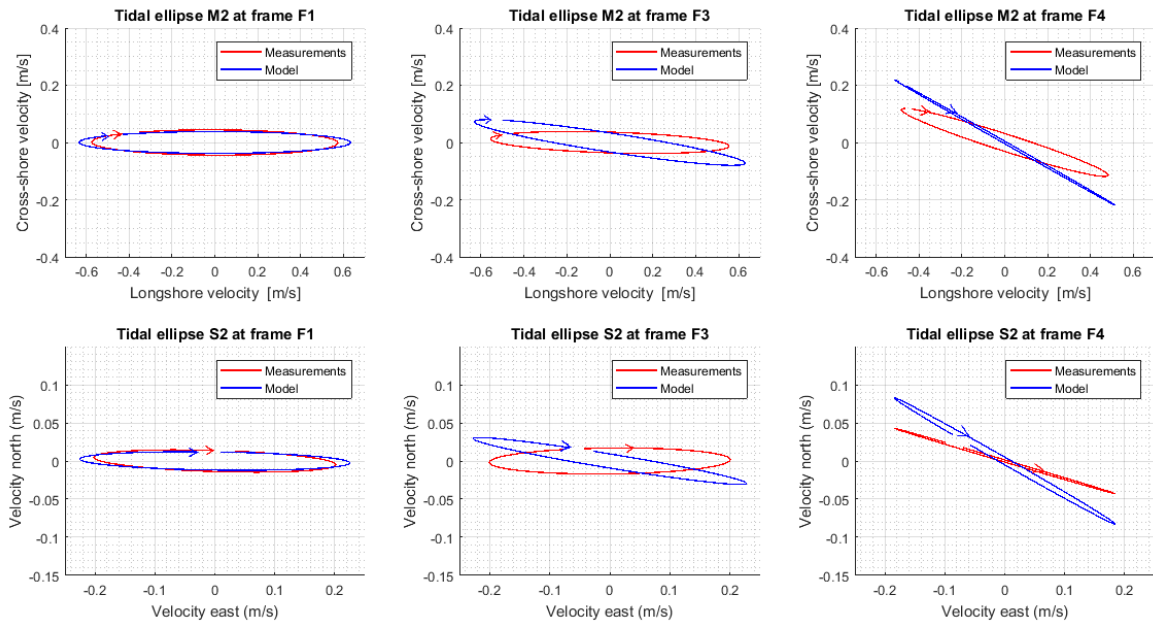 Tidal ellipse M2 at frame F1
Cross-shore velocity [m/s]
0.4
0.2
0
-0.2
-0.4
Measurements
Model
-0.6 -0.4 -0.2 0 0.2 0.4 0.6
Longshore velocity [m/s]
Tidal ellipse M2 at frame F3
Cross-shore velocity [m/s]
0.4
0.2
0
-0.2
-0.4
Measurements
Model
-0.6 -0.4 -0.2 0 0.2 0.4 0.6
Longshore velocity [m/s]
Tidal ellipse M2 at frame F4
Cross-shore velocity [m/s]
0.4
0.2
0
-0.2
-0.4
Measurements
Model
-0.6 -0.4 -0.2 0 0.2 0.4 0.6
Longshore velocity [m/s]
Tidal ellipse S2 at frame F1
Velocity north (m/s)
0.1
0.05
0
-0.05
-0.1
-0.15
Measurements
Model
-0.2 -0.1 0 0.1 0.2
Velocity east (m/s)
Tidal ellipse S2 at frame F3
Velocity north (m/s)
0.1
0.05
0
-0.05
-0.1
-0.15
Measurements
Model
-0.2 -0.1 0 0.1 0.2
Velocity east (m/s)
Tidal ellipse S2 at frame F4
Velocity north (m/s)
0.1
0.05
0
-0.05
-0.1
-0.15
Measurements
Model
-0.2 -0.1 0 0.1 0.2
Velocity east (m/s)